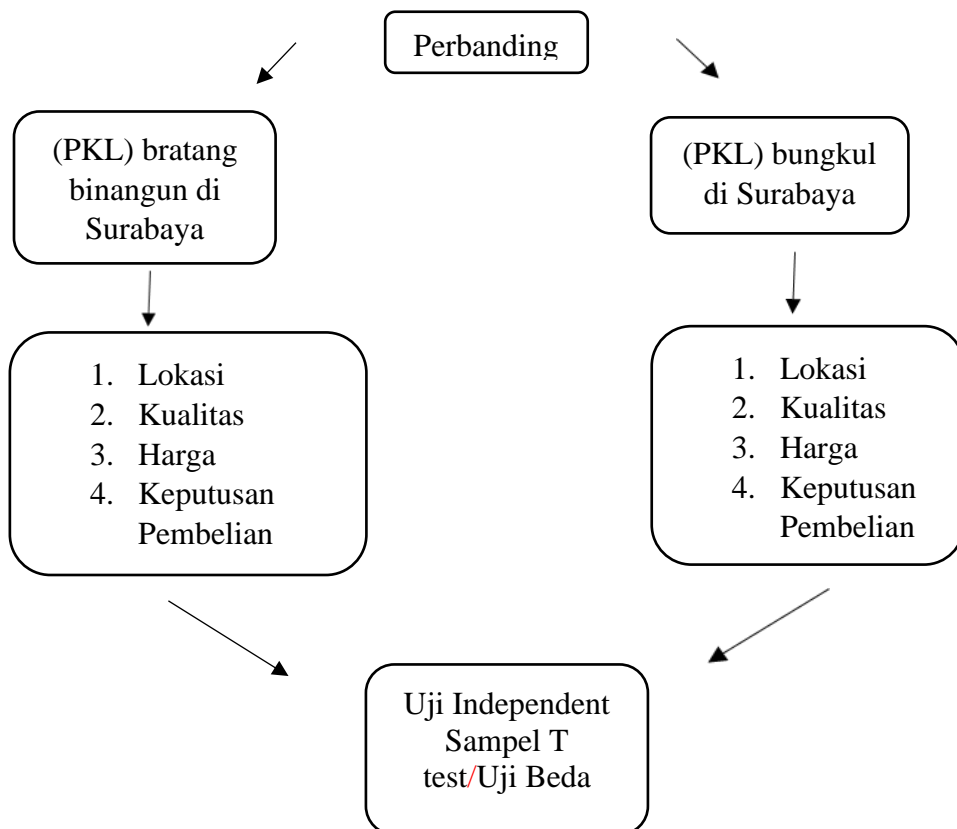 Perbanding
(PKL) bratang
binangun di
Surabaya
(PKL) bungkul
di Surabaya
1. Lokasi
2. Kualitas
3. Harga
4. Keputusan
Pembelian
1. Lokasi
2. Kualitas
3. Harga
4. Keputusan
Pembelian
Uji Independent
Sampel T
test/Uji Beda